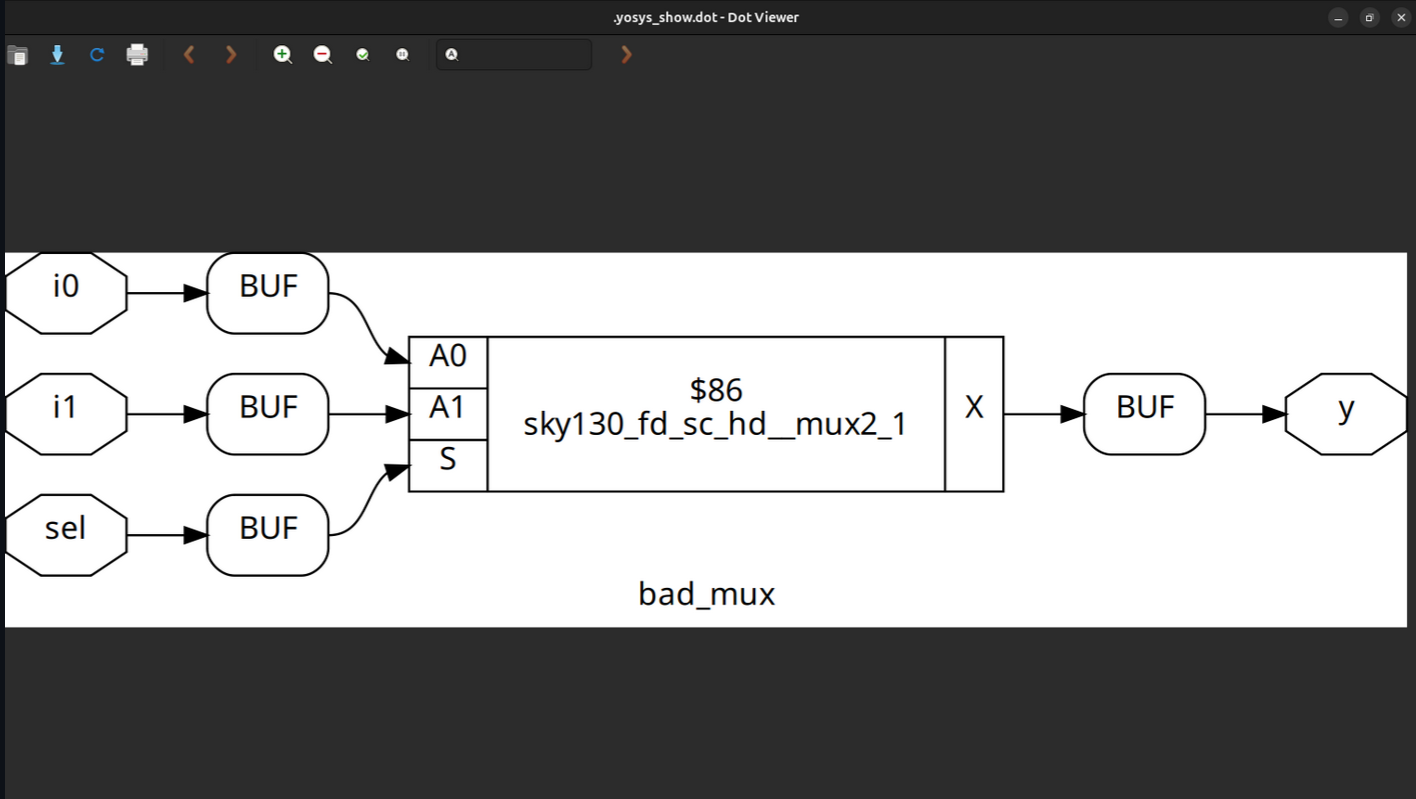 .yosys_show.dot - Dot Viewer
i0
BUF
i1
BUF
sel
BUF
A0
A1
S
$86
sky130_fd_sc_hd__mux2_1
X
BUF
y
bad_mux